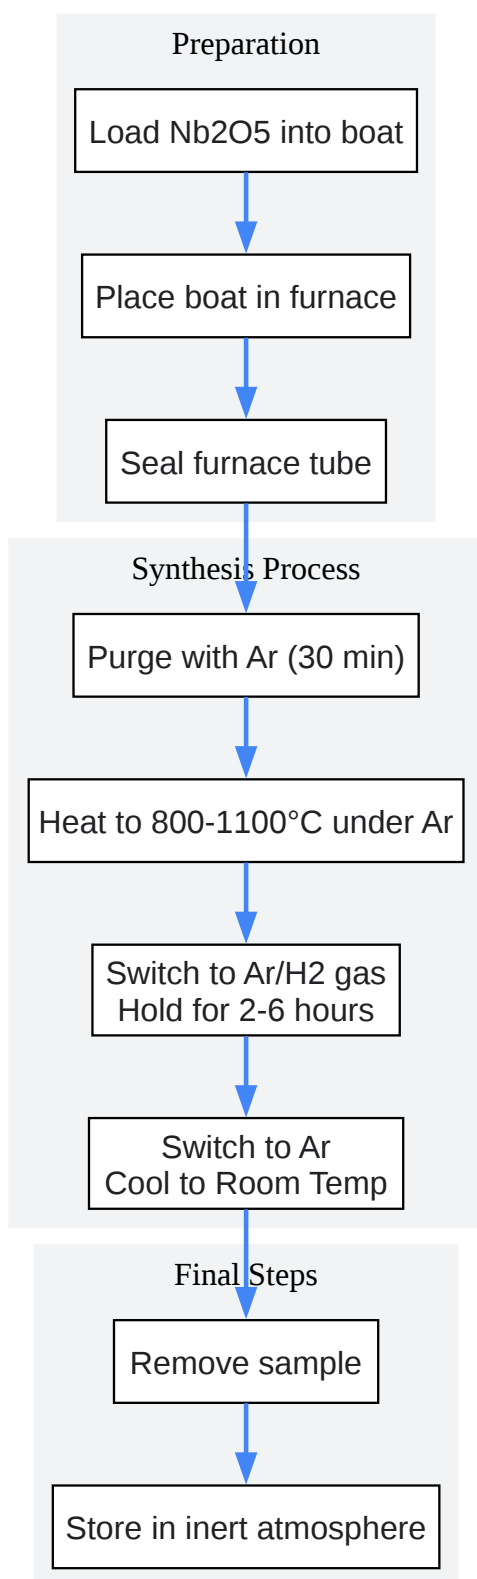 Preparation
Load Nb2O5 into boat
Place boat in furnace
Seal furnace tube
Synthesis Process
Purge with Ar (30 min)
Heat to 800-1100°C under Ar
Switch to Ar/H2 gas
Hold for 2-6 hours
Switch to Ar
Cool to Room Temp
Final Steps
Remove sample
Store in inert atmosphere